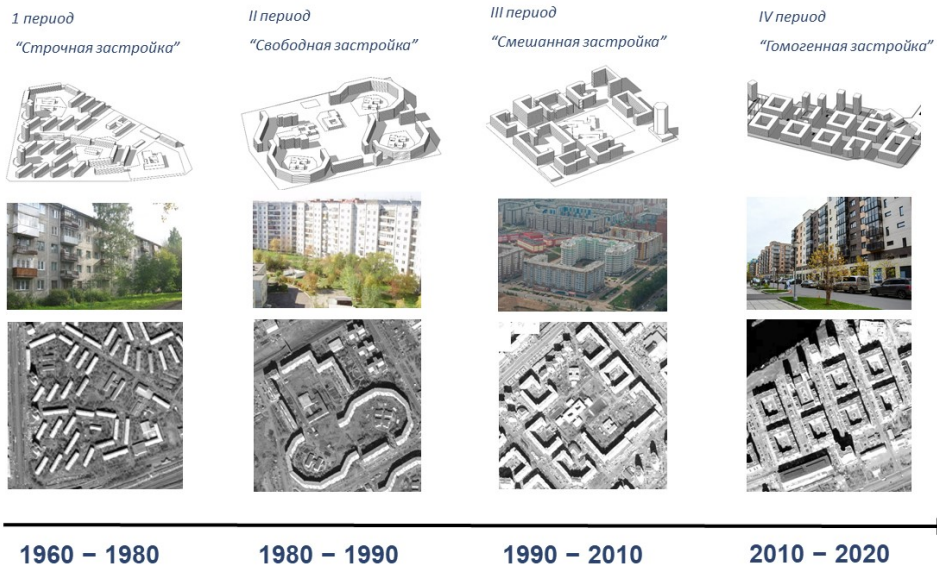 1 период
“Строчная застройка”
II период
“Свободная застройка”
III период
“Смешанная застройка”
IV период
“Гомогенная застройка”
1960 – 1980
1980 – 1990
1990 – 2010
2010 – 2020